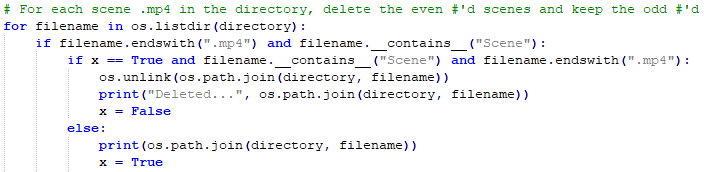 # For each scene .mp4 in the directory, delete the even #'d scenes and keep the odd #'d
for filename in os.listdir(directory):
    if filename.endswith(".mp4") and filename.__contains__("Scene"):
        if x == True and filename.__contains__("Scene") and filename.endswith(".mp4"):
            os.unlink(os.path.join(directory, filename))
            print("Deleted...", os.path.join(directory, filename))
            x = False
        else:
            print(os.path.join(directory, filename))
            x = True